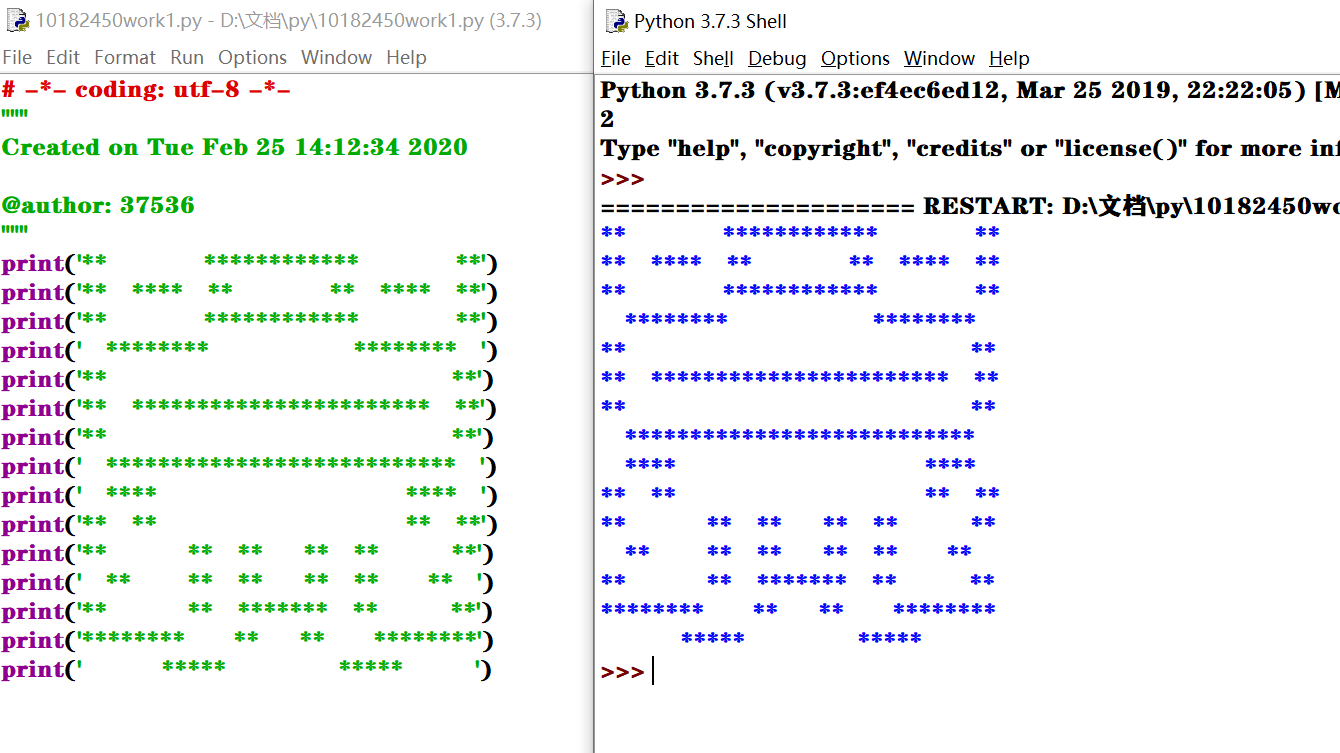 10182450work1.py - D:\文档\py\10182450work1.py (3.7.3)
File Edit Format Run Options Window Help
# -*- coding: utf-8 -*-
"""
Created on Tue Feb 25 14:12:34 2020
@author: 37536
"""
print('**        ************        **')
print('**  ****  **        **  ****  **')
print('**        ************        **')
print('  ********            ********  ')
print('**                            **')
print('**  ***********************  **')
print('**                            **')
print('  ***************************  ')
print('  ****                    ****  ')
print('**  **                    **  **')
print('**       **  **    **  **      **')
print('  **     **  **    **  **    **  ')
print('**       **  *******  **      **')
print('********    **    **    ********')
print('       *****         *****      ')
Python 3.7.3 Shell
File Edit Shell Debug Options Window Help
Python 3.7.3 (v3.7.3:ef4ec6ed12, Mar 25 2019, 22:22:05) [M
2
Type "help", "copyright", "credits" or "license()" for more inf
>>>
===================== RESTART: D:\文档\py\10182450wo
**        ************        **
**  ****  **        **  ****  **
**        ************        **
  ********            ********
**                            **
**  ***********************  **
**                            **
  ***************************
  ****                    ****
**  **                    **  **
**       **  **    **  **      **
  **     **  **    **  **    **
**       **  *******  **      **
********    **    **    ********
       *****         *****
>>>